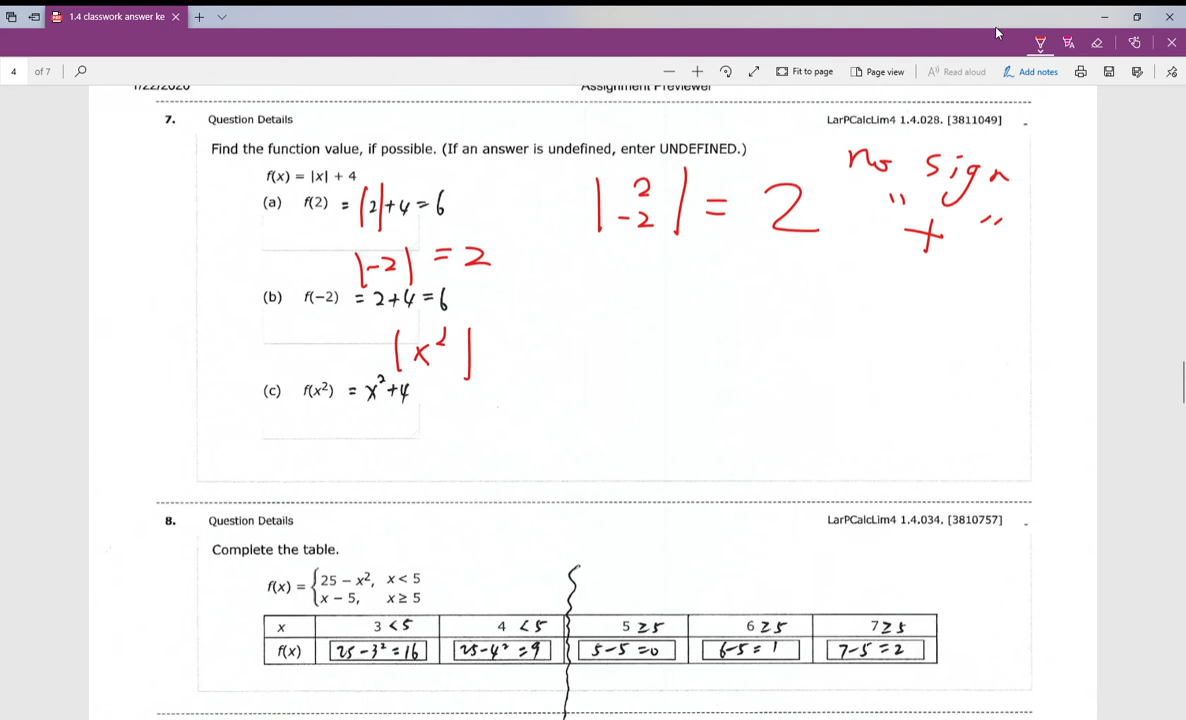 1.4 classwork answer ke
4 of 7
Fit to page
Page view
Read aloud
Add notes
1/22/2020 Assignment Previewer
7. Question Details LarPCalcLim4 1.4.028. [3811049]
Find the function value, if possible. (If an answer is undefined, enter UNDEFINED.)
f(x) = |x| + 4
(a) f(2) = |2|+4=6
|2 -2| = 2
no sign
" + "
|-2| = 2
(b) f(−2) = 2+4=6
|x²|
(c) f(x²) = x²+4
8. Question Details LarPCalcLim4 1.4.034. [3810757]
Complete the table.
f(x) = {25 − x², x < 5
x − 5, x ≥ 5
x 3 <5 4 <5 5 ≥5 6 ≥5 7 ≥5
f(x) 25-3²=16 25-4²=9 5-5=0 6-5=1 7-5=2